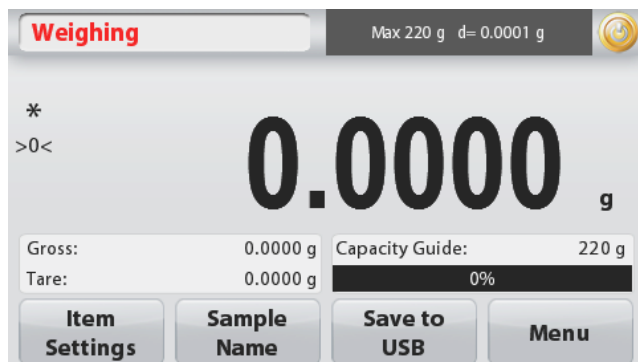 Weighing
Max 220 g d= 0.0001 g
*
>0<
0.0000 g
Gross: 0.0000 g
Tare: 0.0000 g
Capacity Guide: 220 g
0%
Item
Settings
Sample
Name
Save to
USB
Menu